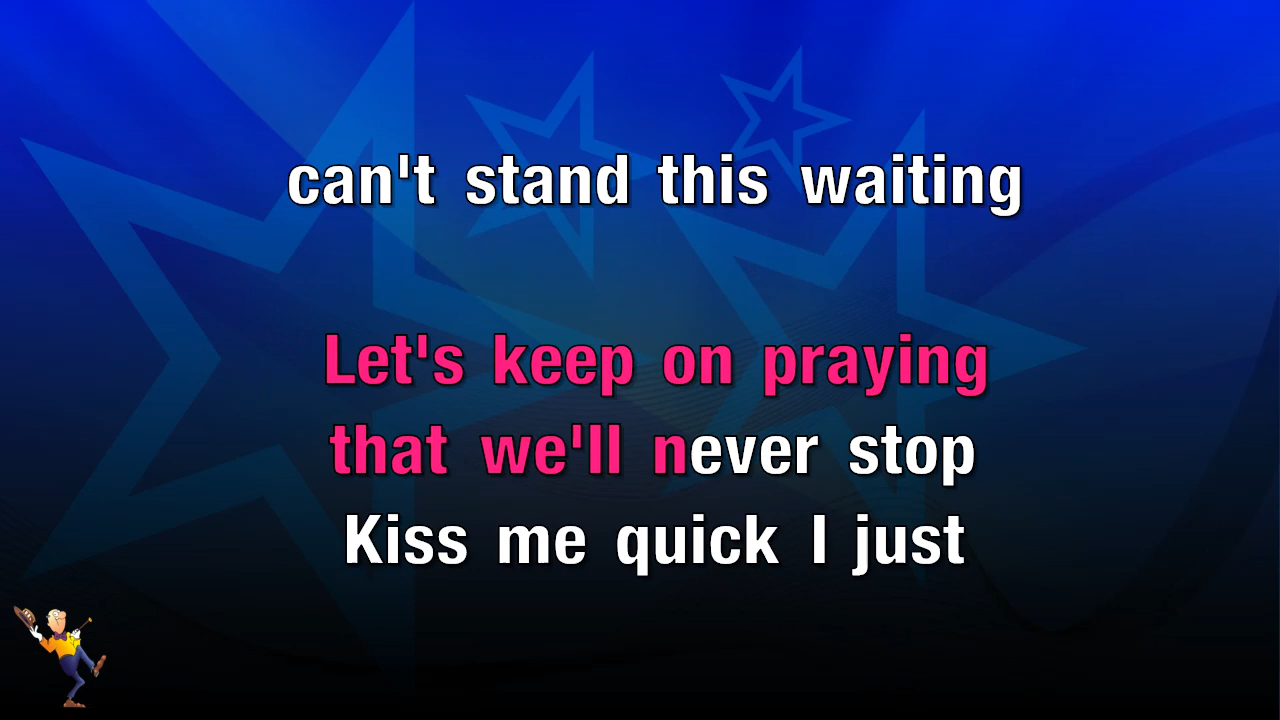 can't stand this waiting
Let's keep on praying
that we'll never stop
Kiss me quick I just